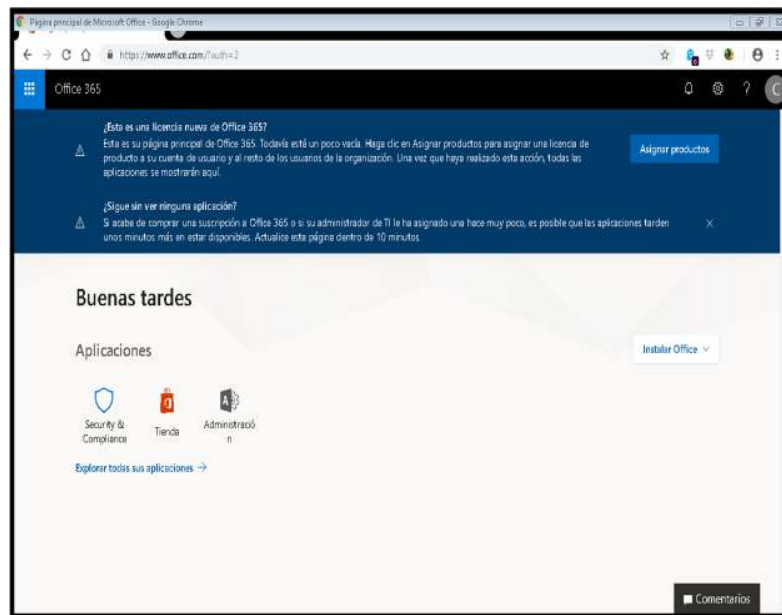 Página principal de Microsoft Office - Google Chrome
https://www.office.com/?auth=2
Office 365
?
C
¿Esta es una licencia nueva de Office 365?
Esta es su página principal de Office 365. Todavía está un poco vacía. Haga clic en Asignar productos para asignar una licencia de
producto a su cuenta de usuario y al resto de los usuarios de la organización. Una vez que haya realizado esta acción, todas las
aplicaciones se mostrarán aquí.
Asignar productos
¿Sigue sin ver ninguna aplicación?
Si acaba de comprar una suscripción a Office 365 o si su administrador de TI le ha asignado una hace muy poco, es posible que las aplicaciones tarden
unos minutos más en estar disponibles. Actualice esta página dentro de 10 minutos.
Buenas tardes
Aplicaciones
Instalar Office
Security &
Compliance
Tienda
Administració
n
Explorar todas sus aplicaciones →
Comentarios